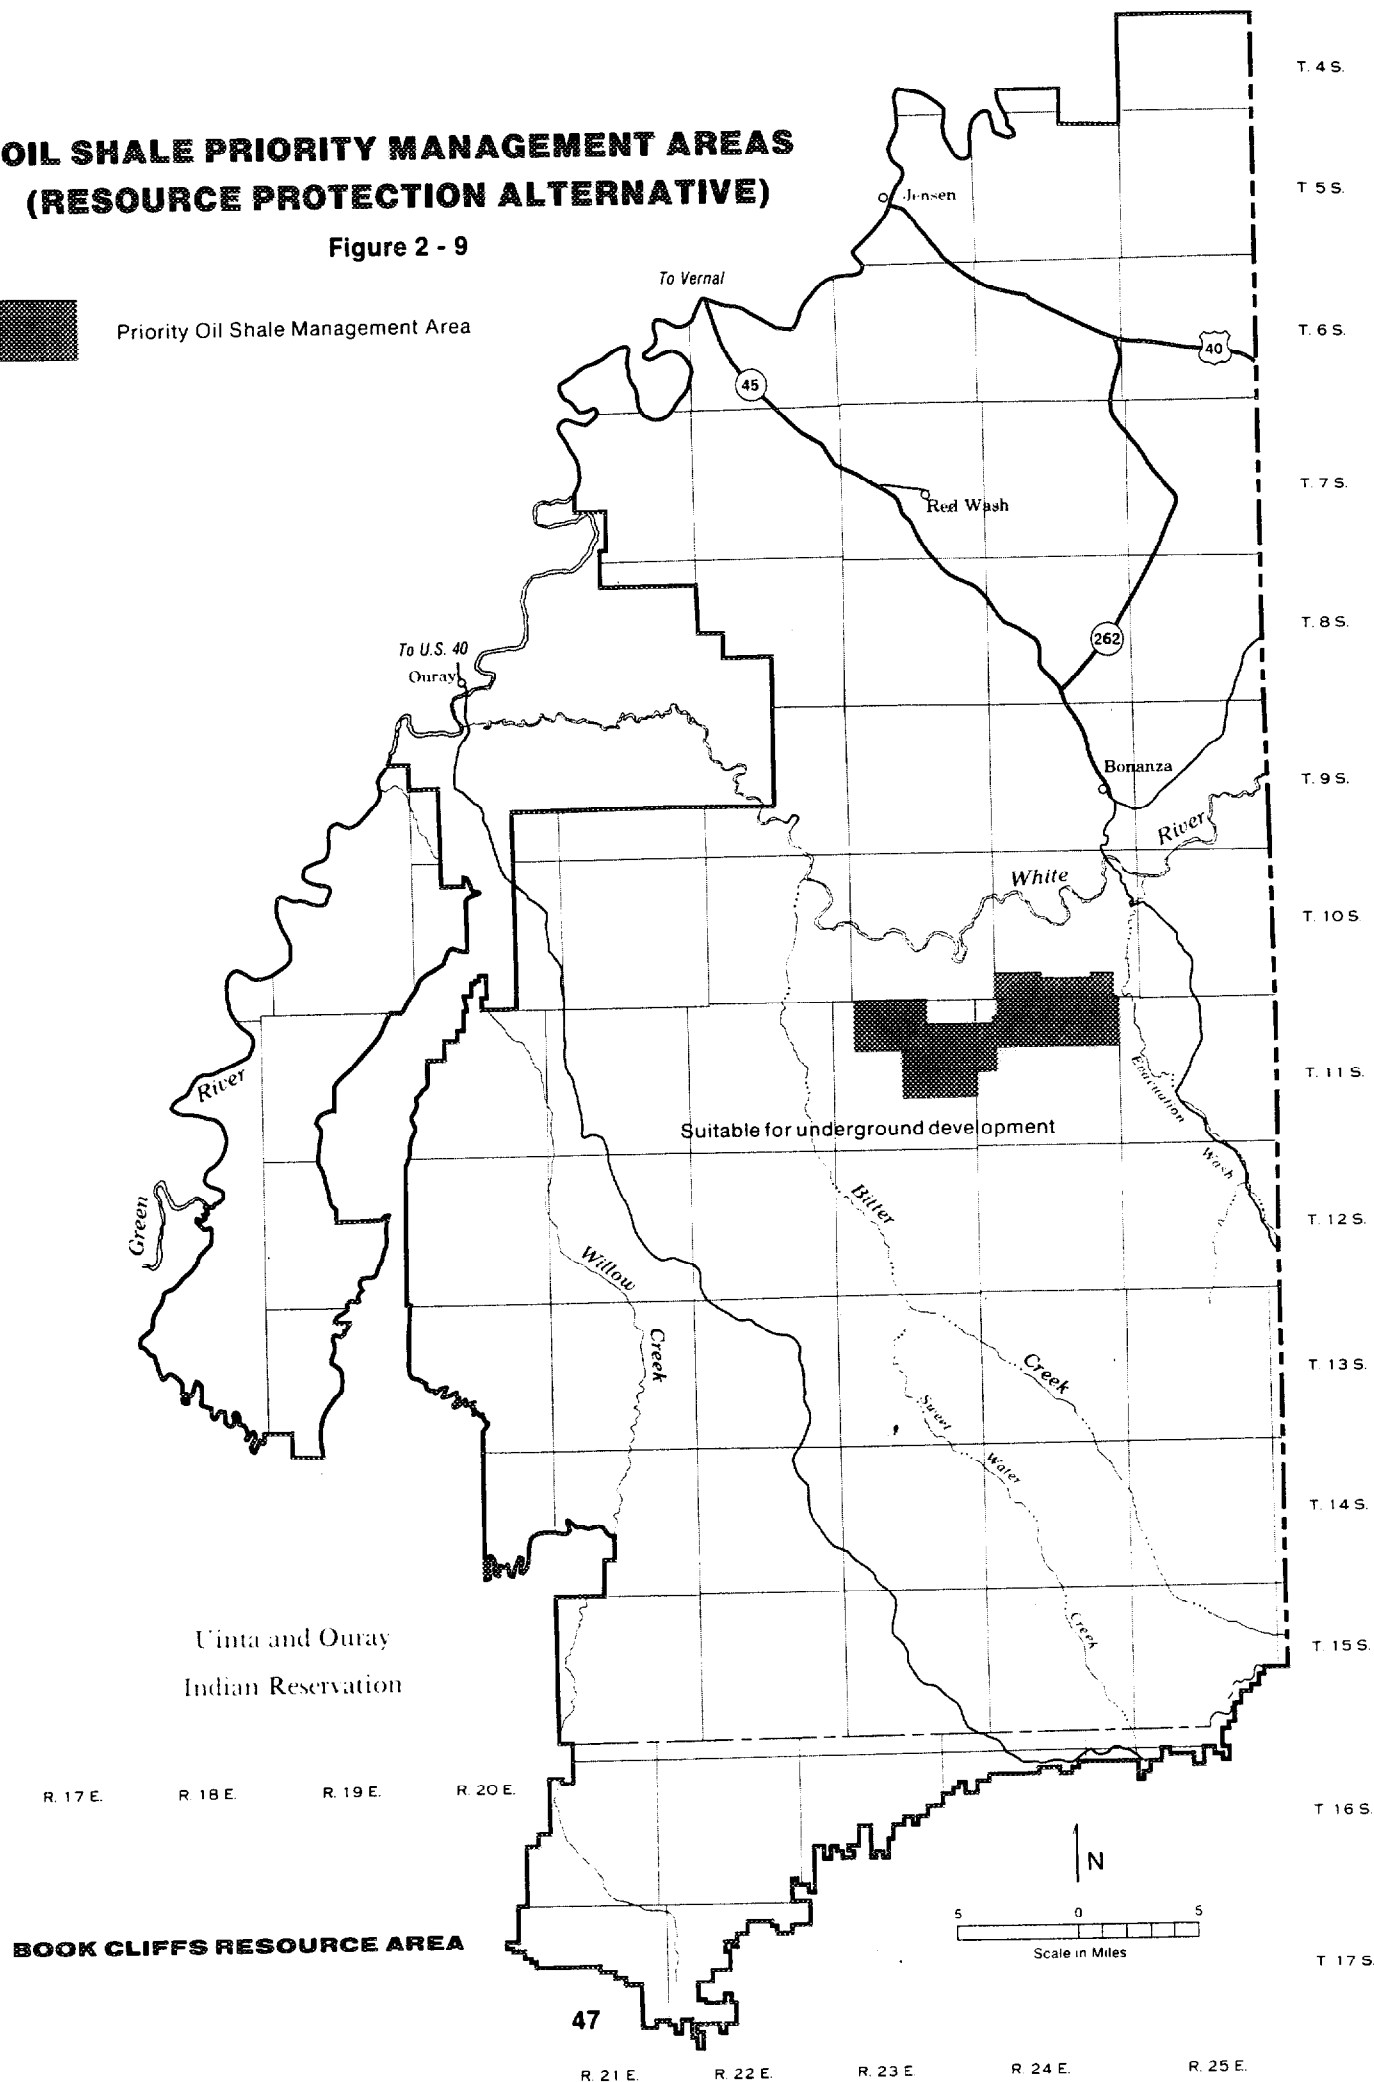 OIL SHALE PRIORITY MANAGEMENT AREAS
(RESOURCE PROTECTION ALTERNATIVE)
Figure 2 - 9
Priority Oil Shale Management Area
T. 4 S.
T. 5 S.
T. 6 S.
T. 7 S.
T. 8 S.
T. 9 S.
T. 10 S
T. 11 S.
T. 12 S.
T. 13 S.
T. 14 S.
T. 15 S.
T 16 S.
T 17 S.
Jensen
To Vernal
40
45
Red Wash
262
To U.S. 40
Ouray
Bonanza
River
White
River
Green
Evacuation
Wash
Suitable for underground development
Bitter
Creek
Willow
Creek
Sweet
Water
Creek
Uinta and Ouray
Indian Reservation
R. 17 E.
R. 18 E.
R. 19 E.
R. 20 E.
N
5 0 5
Scale in Miles
BOOK CLIFFS RESOURCE AREA
47
R. 21 E.
R. 22 E.
R. 23 E.
R. 24 E.
R. 25 E.